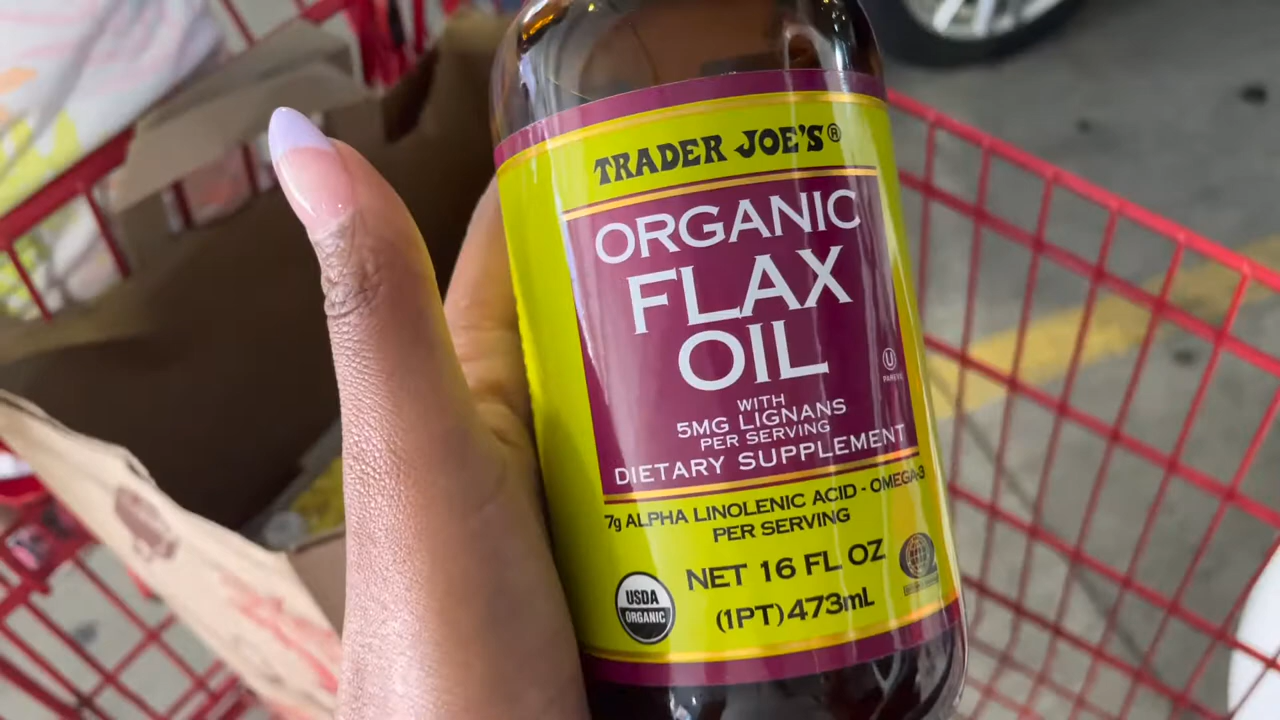 TRADER JOE'S®
ORGANIC
FLAX
OIL
WITH
5MG LIGNANS
PER SERVING
DIETARY SUPPLEMENT
U
PAREVE
7g ALPHA LINOLENIC ACID - OMEGA-3
PER SERVING
NET 16 FL OZ
(1PT) 473mL
USDA
ORGANIC